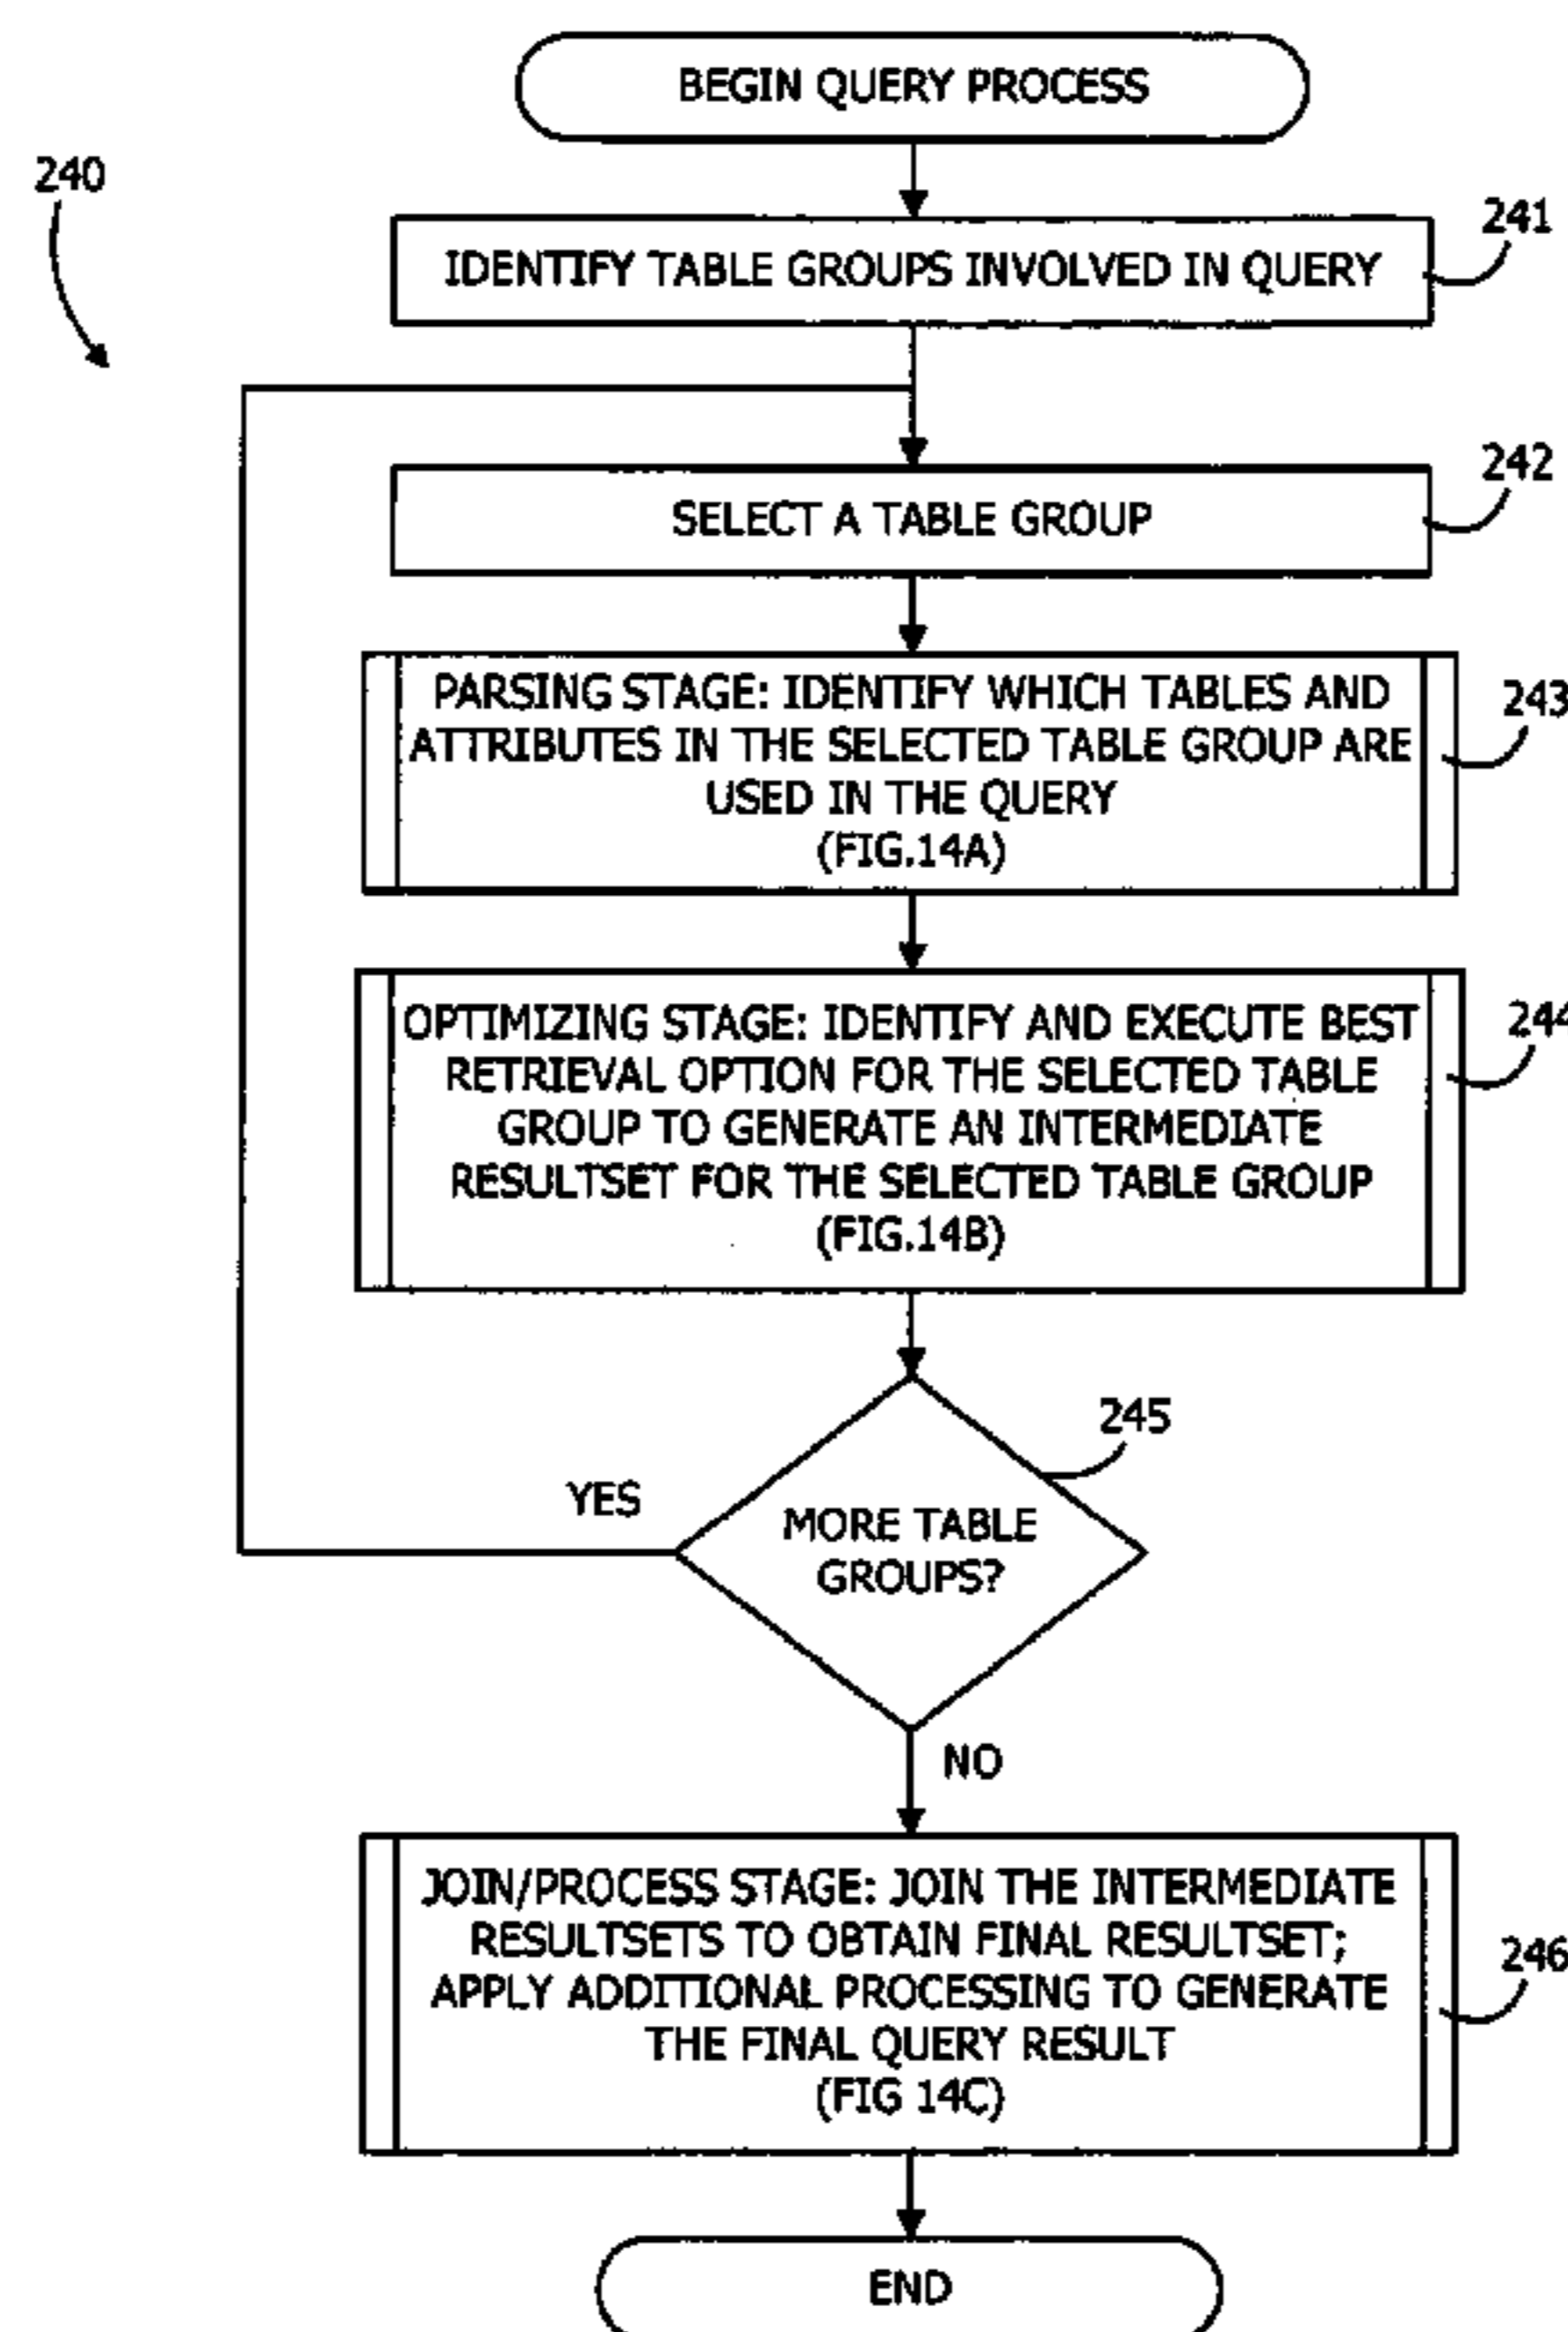 BEGIN QUERY PROCESS
240
241
IDENTIFY TABLE GROUPS INVOLVED IN QUERY
242
SELECT A TABLE GROUP
243
PARSING STAGE: IDENTIFY WHICH TABLES AND
ATTRIBUTES IN THE SELECTED TABLE GROUP ARE
USED IN THE QUERY
(FIG.14A)
244
OPTIMIZING STAGE: IDENTIFY AND EXECUTE BEST
RETRIEVAL OPTION FOR THE SELECTED TABLE
GROUP TO GENERATE AN INTERMEDIATE
RESULTSET FOR THE SELECTED TABLE GROUP
(FIG.14B)
245
YES
MORE TABLE
GROUPS?
NO
JOIN/PROCESS STAGE: JOIN THE INTERMEDIATE
RESULTSETS TO OBTAIN FINAL RESULTSET;
246
APPLY ADDITIONAL PROCESSING TO GENERATE
THE FINAL QUERY RESULT
(FIG 14C)
END